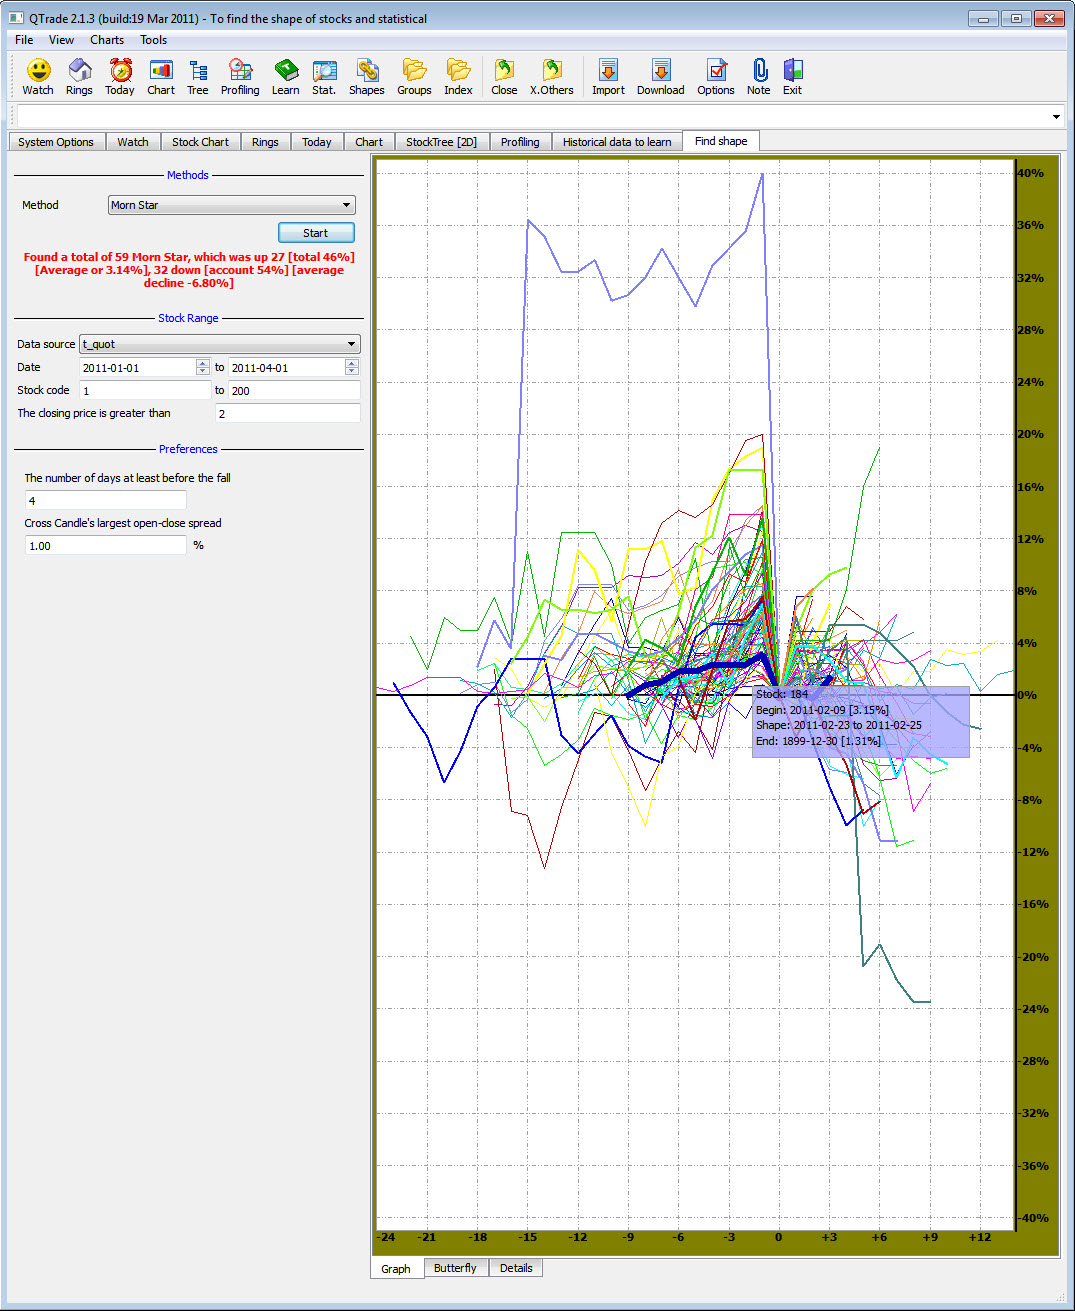 QTrade 2.1.3 (build:19 Mar 2011) - To find the shape of stocks and statistical
File View Charts Tools
Watch Rings Today Chart Tree Profiling Learn Stat. Shapes Groups Index Close X.Others Import Download Options Note Exit
System Options Watch Stock Chart Rings Today Chart StockTree [2D] Profiling Historical data to learn Find shape
Methods
Method Morn Star
Start
Found a total of 59 Morn Star, which was up 27 [total 46%]
[Average or 3.14%], 32 down [account 54%] [average
decline -6.80%]
Stock Range
Data source t_quot
Date 2011-01-01 to 2011-04-01
Stock code 1 to 200
The closing price is greater than 2
Preferences
The number of days at least before the fall
4
Cross Candle's largest open-close spread
1.00 %
40%
36%
32%
28%
24%
20%
16%
12%
8%
4%
0%
-4%
-8%
-12%
-16%
-20%
-24%
-28%
-32%
-36%
-40%
Stock: 184
Begin: 2011-02-09 [3.15%]
Shape: 2011-02-23 to 2011-02-25
End: 1899-12-30 [1.31%]
-24 -21 -18 -15 -12 -9 -6 -3 0 +3 +6 +9 +12
Graph Butterfly Details